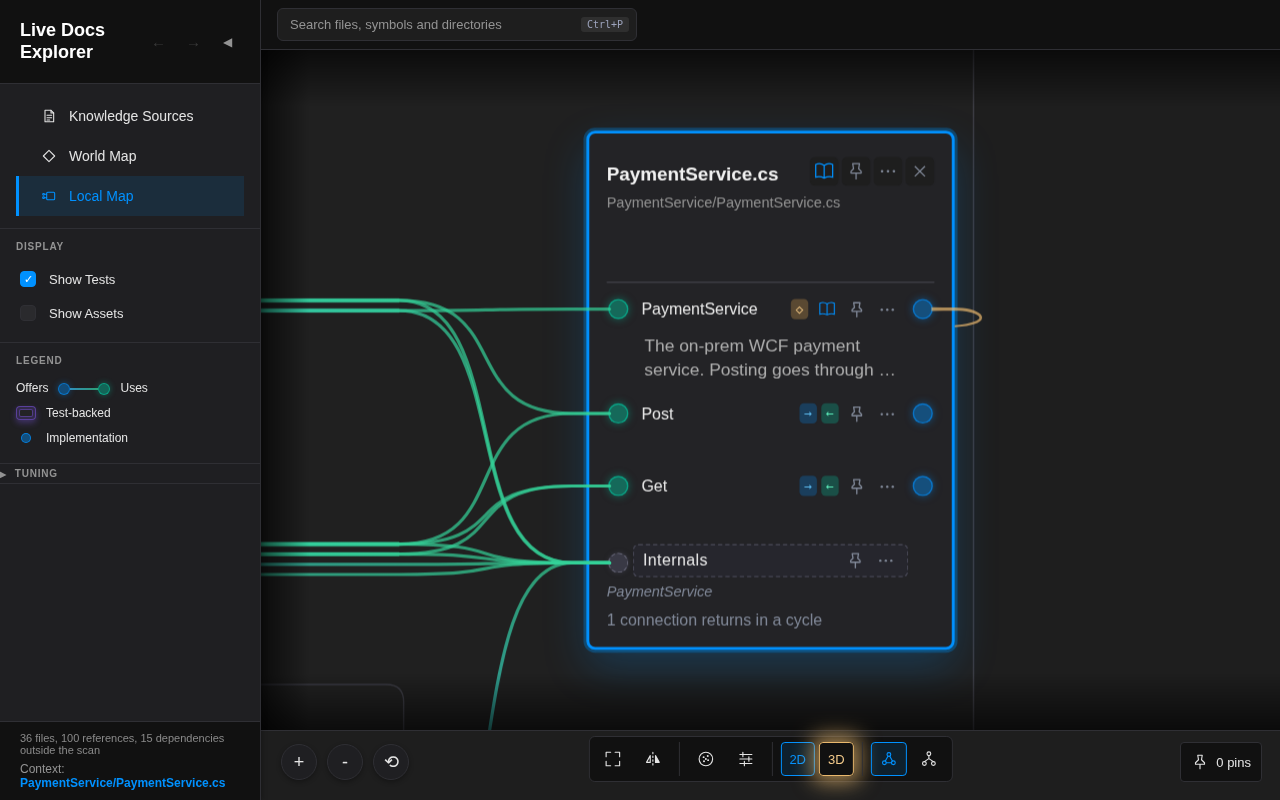 Live Docs
Explorer
Search files, symbols and directories
Ctrl+P
Knowledge Sources
World Map
Local Map
DISPLAY
Show Tests
Show Assets
LEGEND
Offers
Uses
Test-backed
Implementation
TUNING
PaymentService.cs
PaymentService/PaymentService.cs
PaymentService
The on-prem WCF payment
service. Posting goes through …
Post
Get
Internals
PaymentService
1 connection returns in a cycle
36 files, 100 references, 15 dependencies
outside the scan
Context:
PaymentService/PaymentService.cs
2D
3D
0 pins